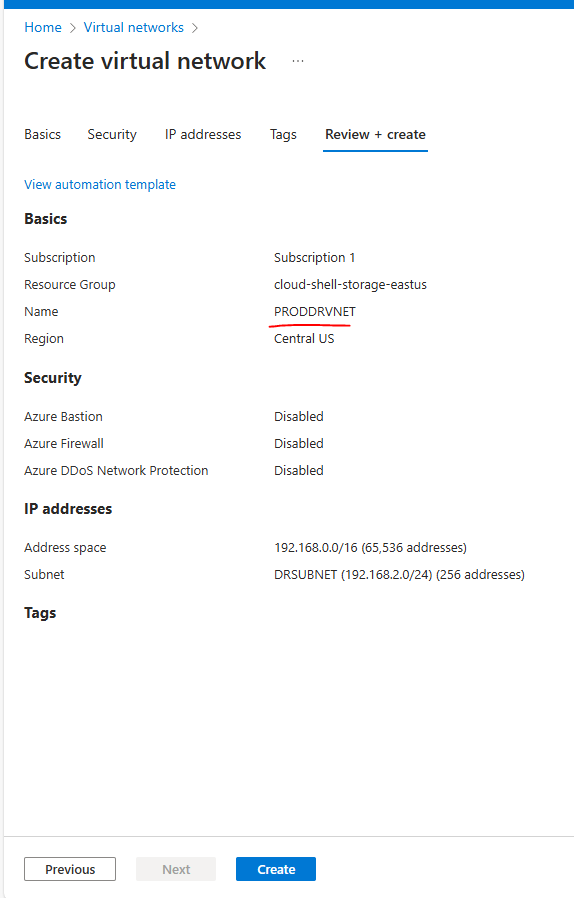 Home > Virtual networks >
Create virtual network ...
Basics Security IP addresses Tags Review + create
View automation template
Basics
Subscription Subscription 1
Resource Group cloud-shell-storage-eastus
Name PRODDRVNET
Region Central US
Security
Azure Bastion Disabled
Azure Firewall Disabled
Azure DDoS Network Protection Disabled
IP addresses
Address space 192.168.0.0/16 (65,536 addresses)
Subnet DRSUBNET (192.168.2.0/24) (256 addresses)
Tags
Previous Next Create